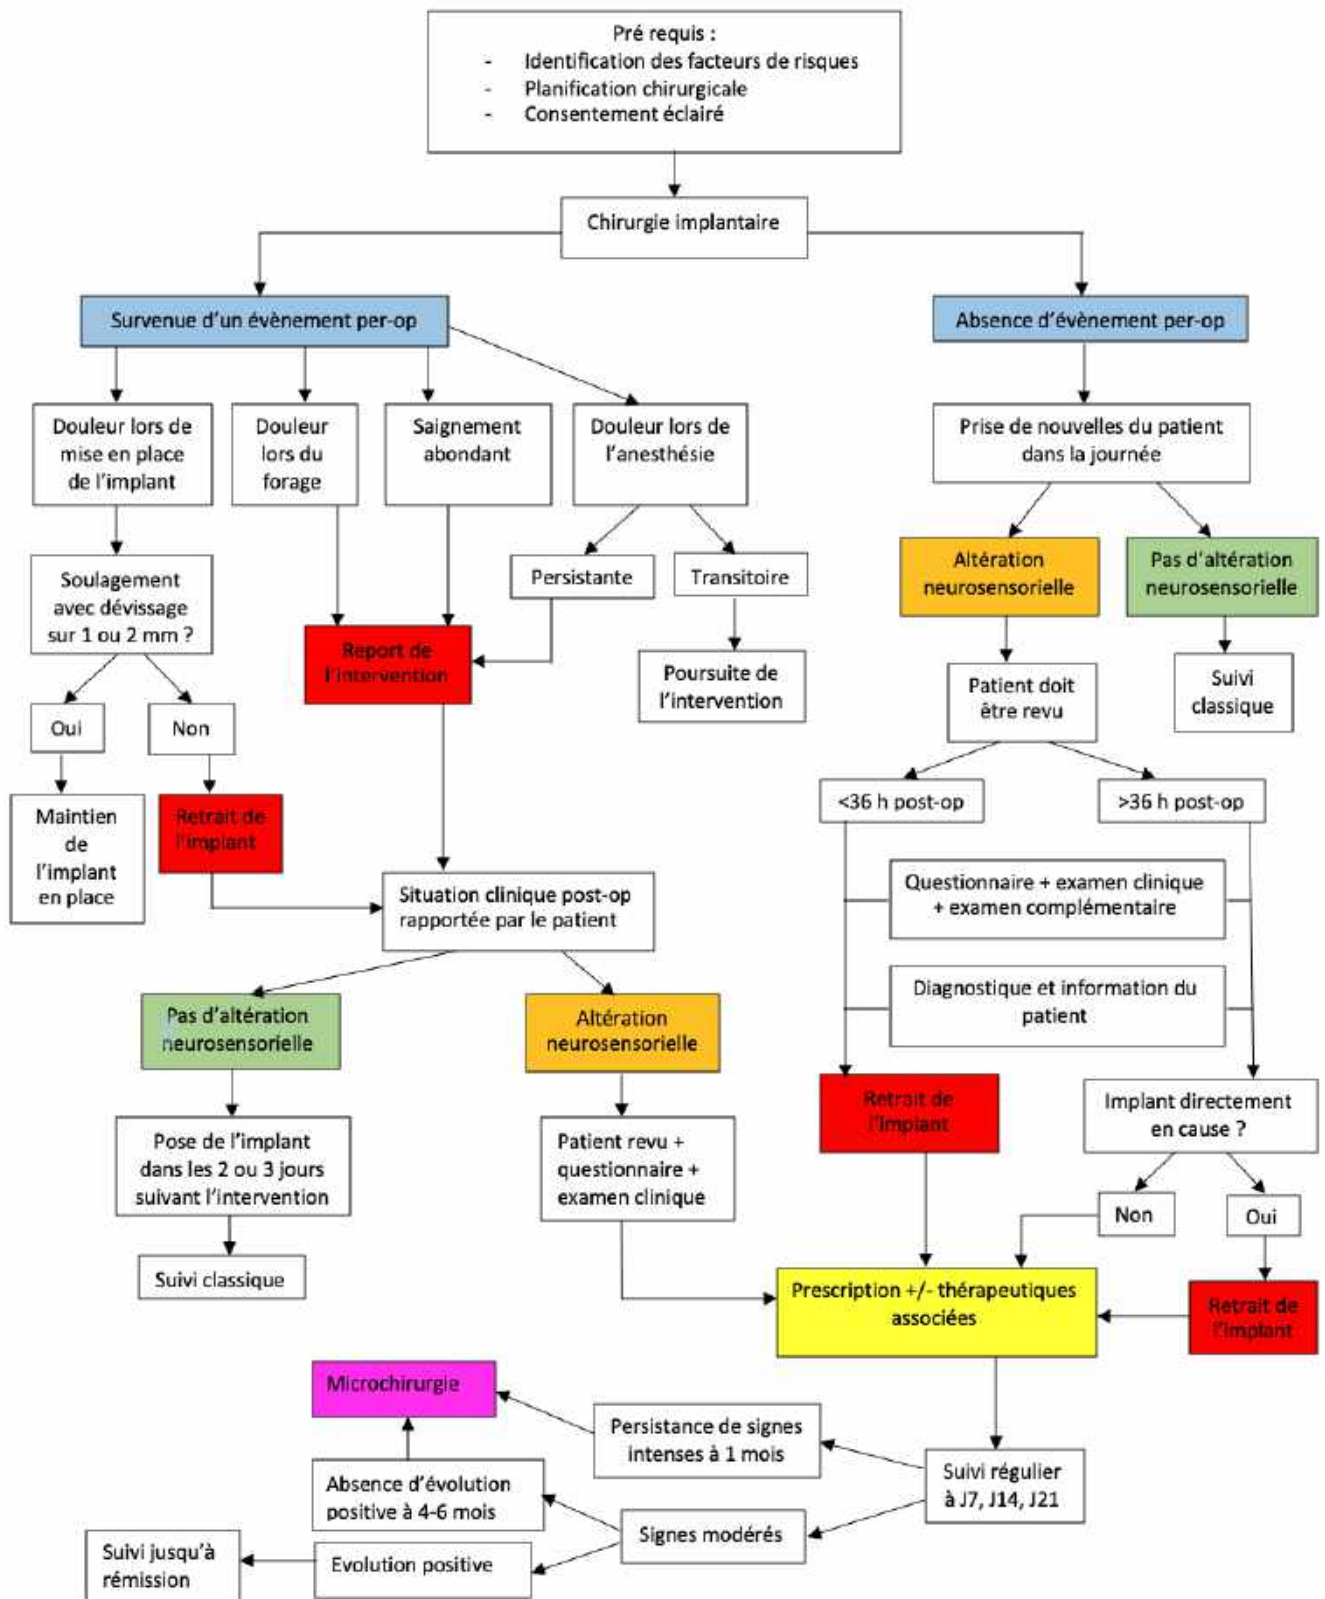 Pré requis :
- Identification des facteurs de risques
- Planification chirurgicale
- Consentement éclairé
Chirurgie implantaire
Survenue d'un évènement per-op
Absence d'évènement per-op
Douleur lors de
mise en place
de l'implant
Douleur
lors du
forage
Saignement
abondant
Douleur lors de
l'anesthésie
Prise de nouvelles du patient
dans la journée
Soulagement
avec dévissage
sur 1 ou 2 mm ?
Persistante
Transitoire
Altération
neurosensorielle
Pas d'altération
neurosensorielle
Report de
l'intervention
Poursuite de
l'intervention
Patient doit
être revu
Suivi
classique
Oui
Non
<36 h post-op
>36 h post-op
Maintien
de
l'implant
en place
Retrait de
l'implant
Situation clinique post-op
rapportée par le patient
Questionnaire + examen clinique
+ examen complémentaire
Diagnostique et information du
patient
Pas d'altération
neurosensorielle
Altération
neurosensorielle
Retrait de
l'implant
Implant directement
en cause ?
Pose de l'implant
dans les 2 ou 3 jours
suivant l'intervention
Patient revu +
questionnaire +
examen clinique
Non
Oui
Suivi classique
Prescription +/- thérapeutiques
associées
Retrait de
l'implant
Microchirurgie
Persistance de signes
intenses à 1 mois
Suivi régulier
à J7, J14, J21
Absence d'évolution
positive à 4-6 mois
Signes modérés
Suivi jusqu'à
rémission
Evolution positive